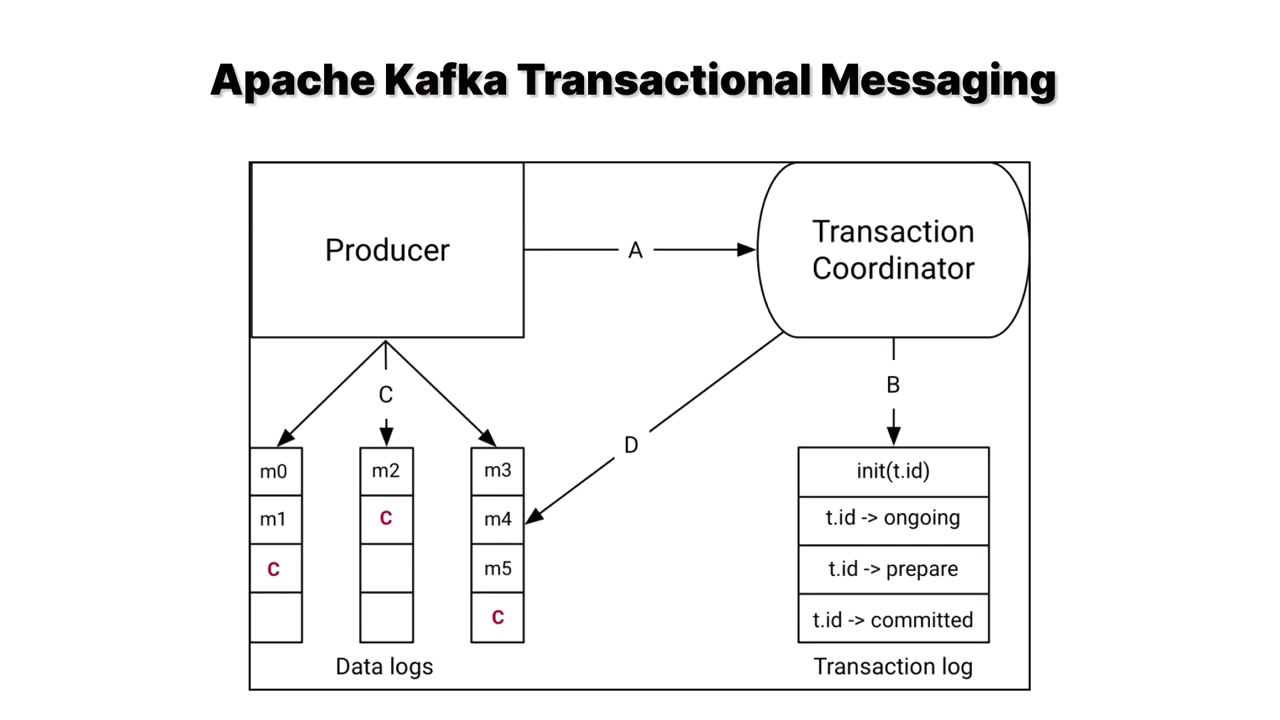 Apache Kafka Transactional Messaging
Producer
A
Transaction
Coordinator
C
B
D
m0
m1
C
m2
C
m3
m4
m5
C
init(t.id)
t.id -> ongoing
t.id -> prepare
t.id -> committed
Data logs
Transaction log